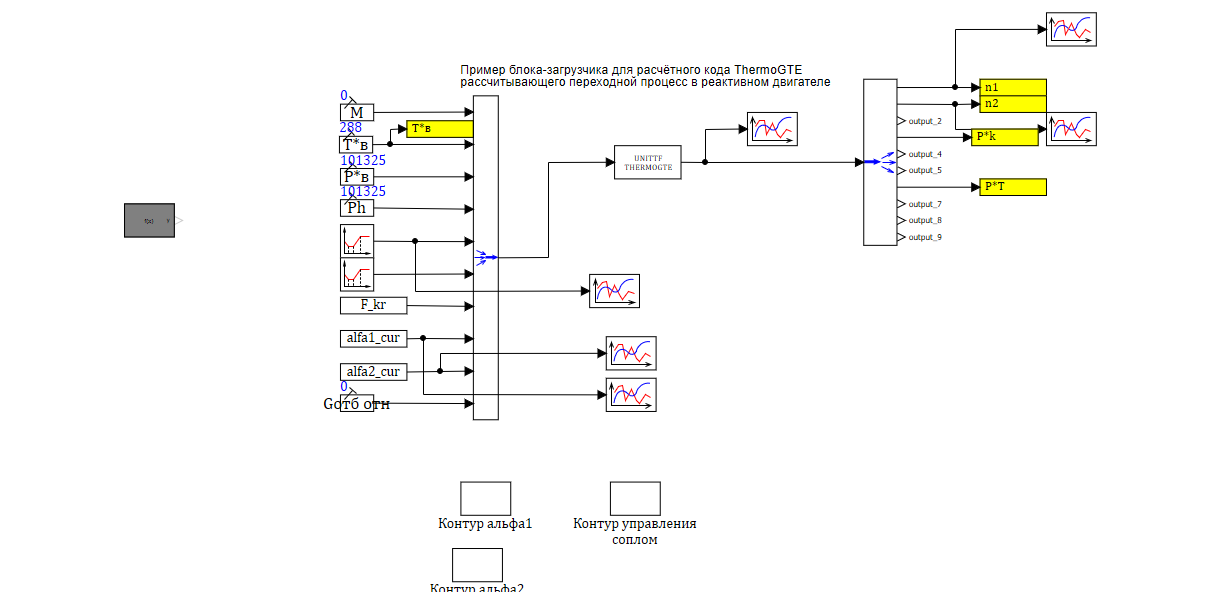 Пример блока-загрузчика для расчётного кода ThermoGTE
рассчитывающего переходной процесс в реактивном двигателе
0
M
288
T*в
T*в
101325
P*в
101325
Ph
f(x)
y
F_kr
alfa1_cur
alfa2_cur
0
Gотб отн
UNITTF
THERMOGTE
n1
n2
output_2
P*k
output_4
output_5
P*T
output_7
output_8
output_9
Контур альфа1
Контур управления
соплом
Контур альфа2